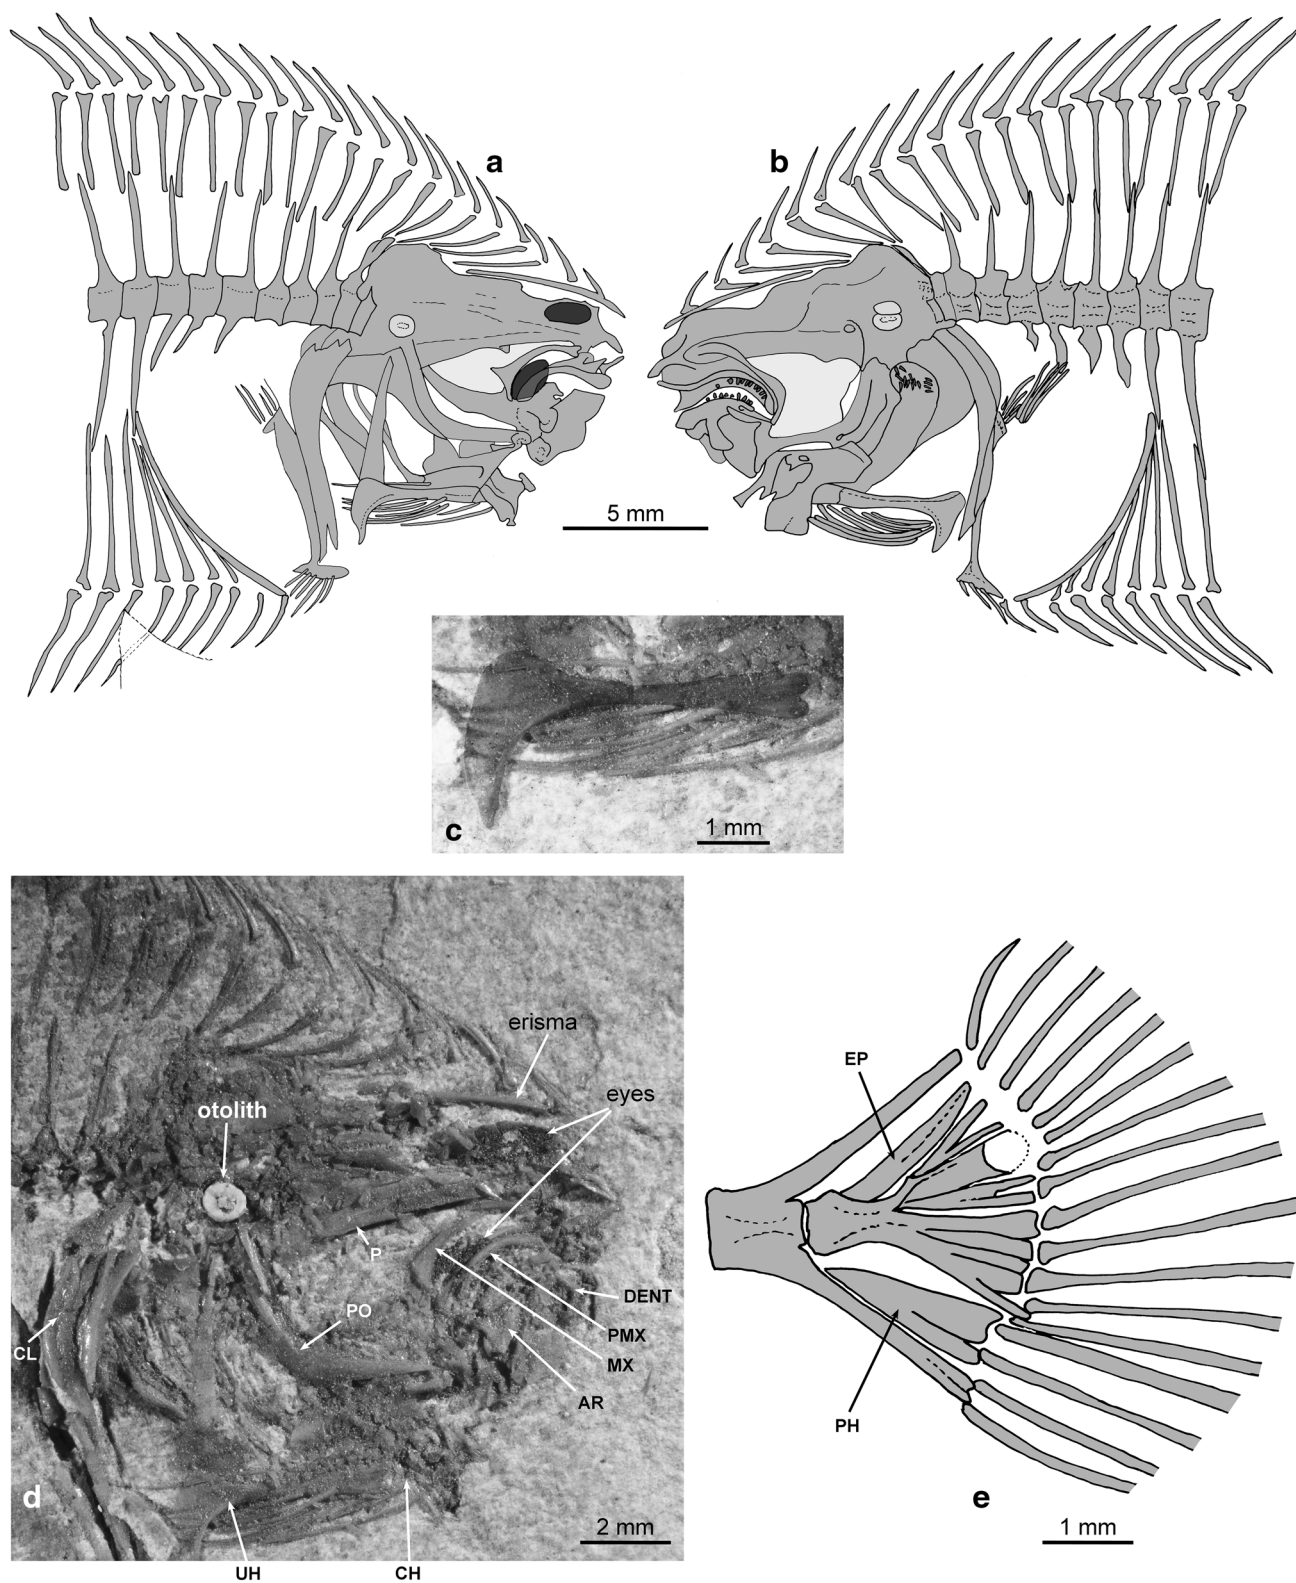 a
b
5 mm
c
1 mm
erisma
eyes
otolith
P
DENT
PO
PMX
CL
MX
AR
d
2 mm
UH
CH
EP
PH
e
1 mm